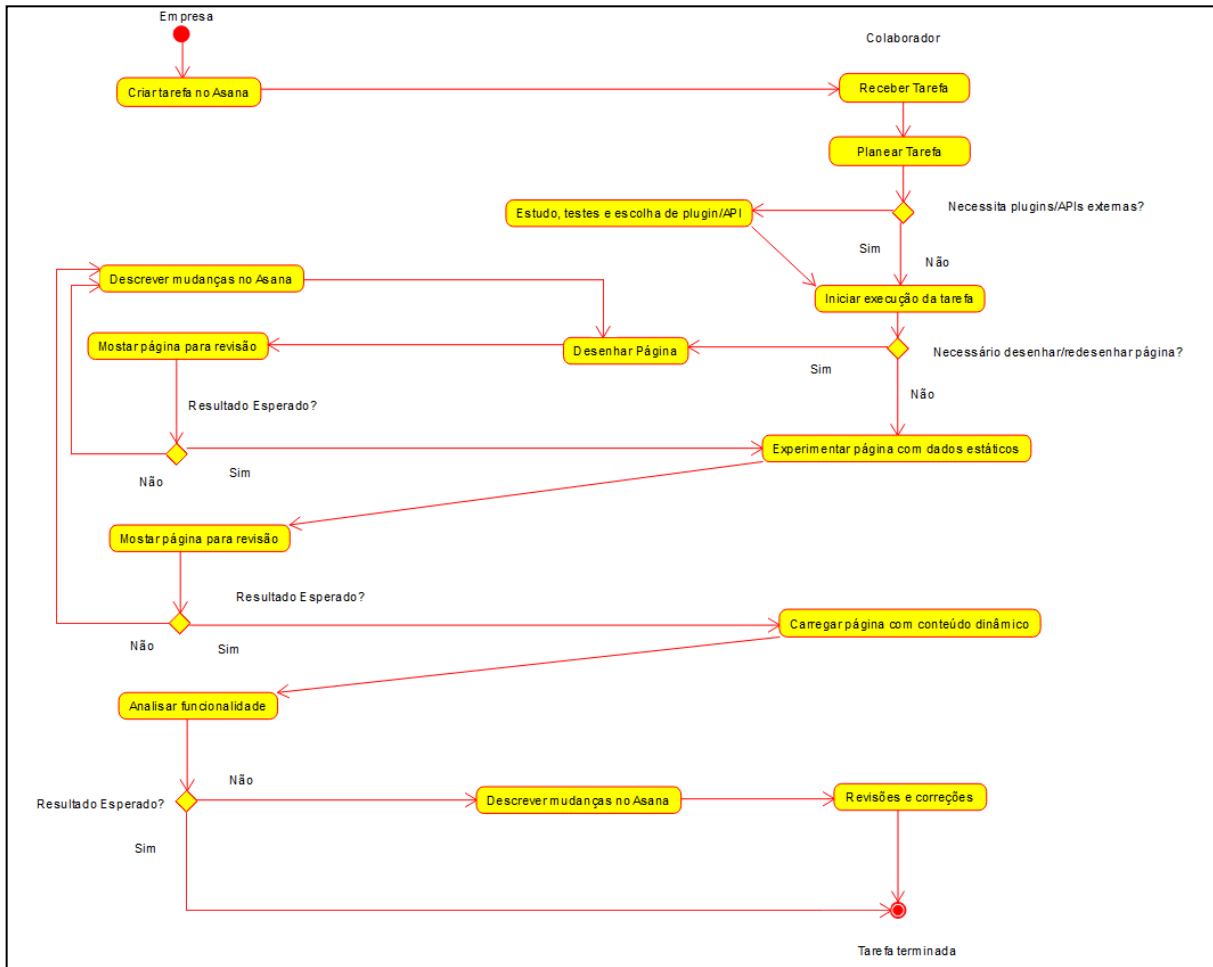 Empresa
Colaborador
Criar tarefa no Asana
Receber Tarefa
Planear Tarefa
Estudo, testes e escolha de plugin/API
Necessita plugins/APIs externas?
Sim
Não
Descrever mudanças no Asana
Iniciar execução da tarefa
Mostar página para revisão
Desenhar Página
Necessário desenhar/redesenhar página?
Sim
Não
Resultado Esperado?
Experimentar página com dados estáticos
Não
Sim
Mostar página para revisão
Resultado Esperado?
Carregar página com conteúdo dinâmico
Não
Sim
Analisar funcionalidade
Não
Resultado Esperado?
Descrever mudanças no Asana
Revisões e correções
Sim
Tarefa terminada